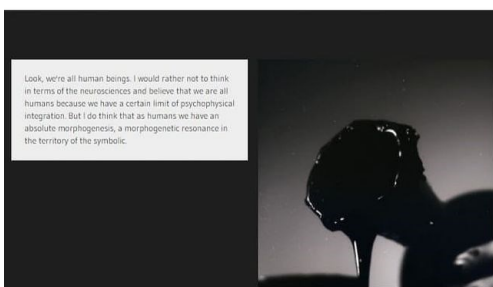 Look, we're all human beings. I would rather not to think
in terms of the neurosciences and believe that we are all
humans because we have a certain limit of psychophysical
integration. But I do think that as humans we have an
absolute morphogenesis, a morphogenetic resonance in
the territory of the symbolic.